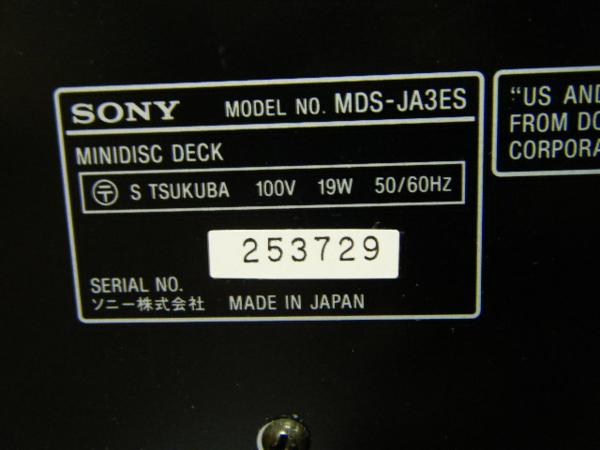 SONY MODEL NO. MDS-JA3ES
MINIDISC DECK
〶 S TSUKUBA 100V 19W 50/60Hz
253729
SERIAL NO.
ソニー株式会社 MADE IN JAPAN
"US AND
FROM DO
CORPORA